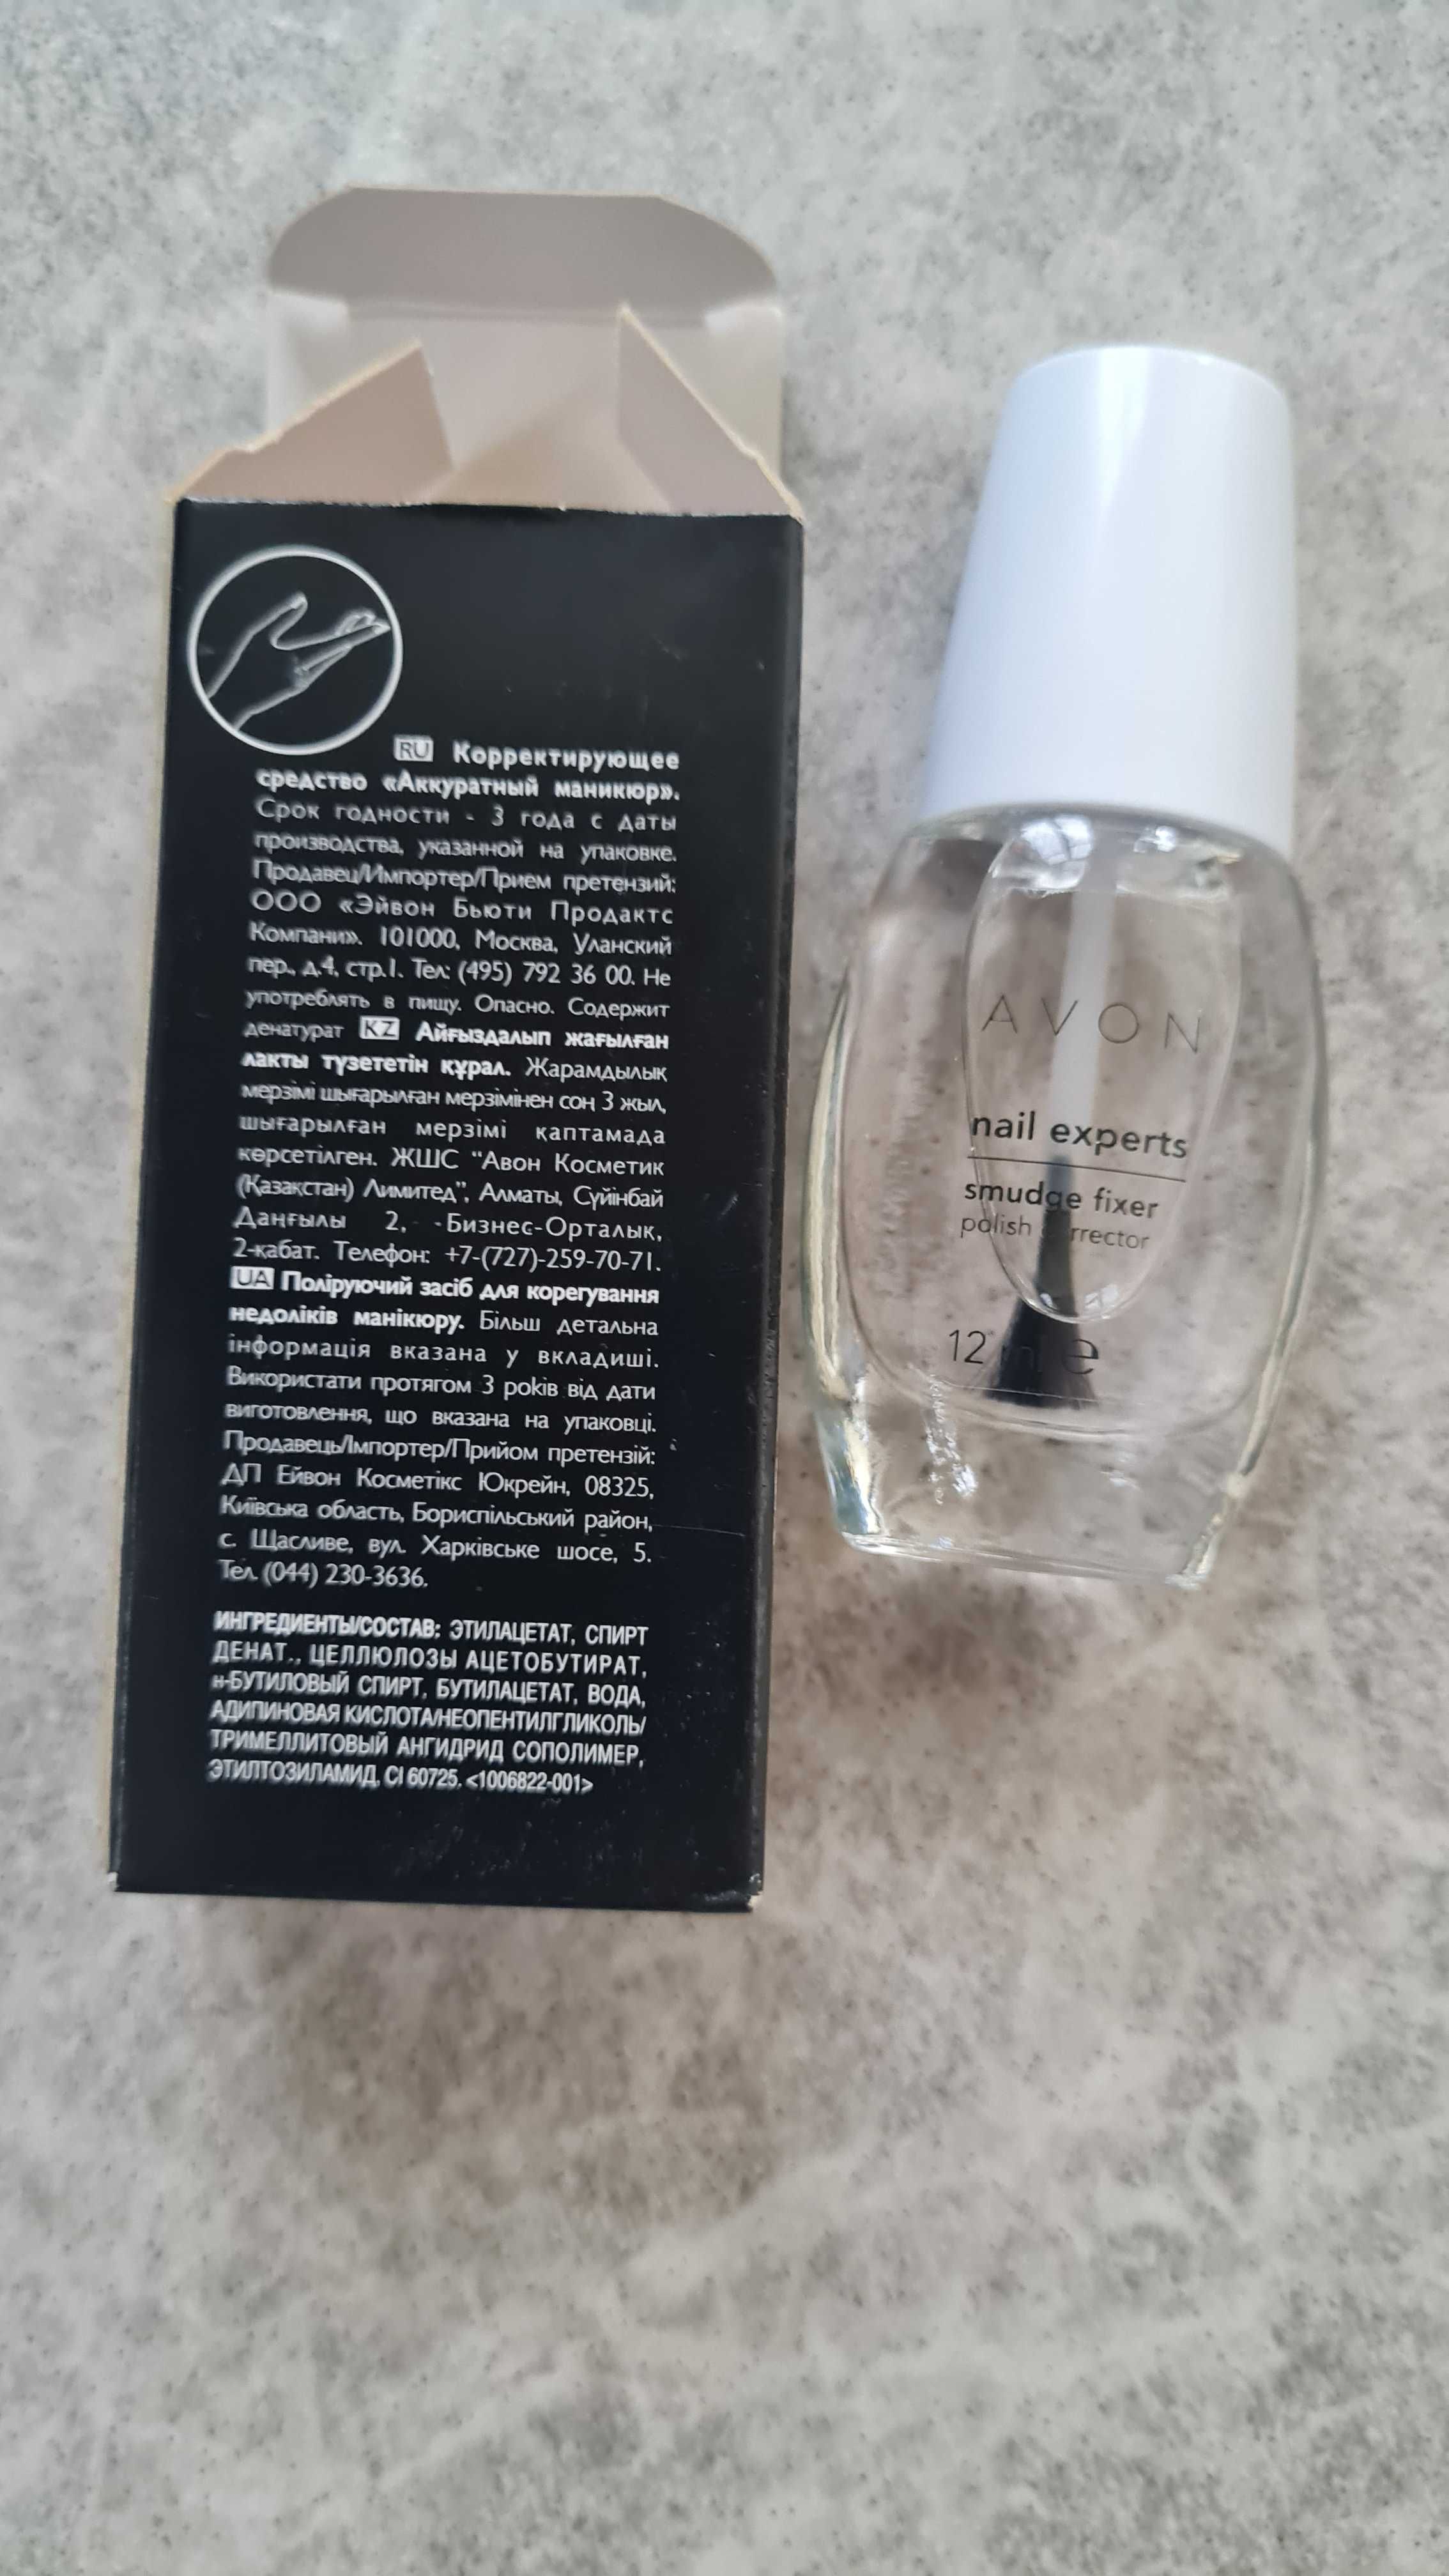 RU Корректирующее
средство «Аккуратный маникюр».
Срок годности - 3 года с даты
производства, указанной на упаковке.
Продавец/Импортер/Прием претензий:
ООО «Эйвон Бьюти Продактс
Компани». 101000, Москва, Уланский
пер., д.4, стр.1. Тел: (495) 792 36 00. Не
употреблять в пищу. Опасно. Содержит
денатурат KZ Айғыздалып жағылған
лакты түзететін құрал. Жарамдылық
мерзімі шығарылған мерзімінен соң 3 жыл,
шығарылған мерзімі қаптамада
көрсетілген. ЖШС “Авон Косметик
(Қазақстан) Лимитед”, Алматы, Сүйінбай
Даңғылы 2, -Бизнес-Орталық,
2-қабат. Телефон: +7-(727)-259-70-71.
UA Поліруючий засіб для корегування
недоліків манікюру. Більш детальна
інформація вказана у вкладиші.
Використати протягом 3 років від дати
виготовлення, що вказана на упаковці.
Продавець/Імпортер/Прийом претензій:
ДП Ейвон Косметікс Юкрейн, 08325,
Київська область, Бориспільський район,
с. Щасливе, вул. Харківське шосе, 5.
Тел. (044) 230-3636.
ИНГРЕДИЕНТЫ/СОСТАВ: ЭТИЛАЦЕТАТ, СПИРТ
ДЕНАТ., ЦЕЛЛЮЛОЗЫ АЦЕТОБУТИРАТ,
н-БУТИЛОВЫЙ СПИРТ, БУТИЛАЦЕТАТ, ВОДА,
АДИПИНОВАЯ КИСЛОТА/НЕОПЕНТИЛГЛИКОЛЬ/
ТРИМЕЛЛИТОВЫЙ АНГИДРИД СОПОЛИМЕР,
ЭТИЛТОЗИЛАМИД, CI 60725. <1006822-001>
AVON
nail experts
smudge fixer
polish corrector
12 ml e